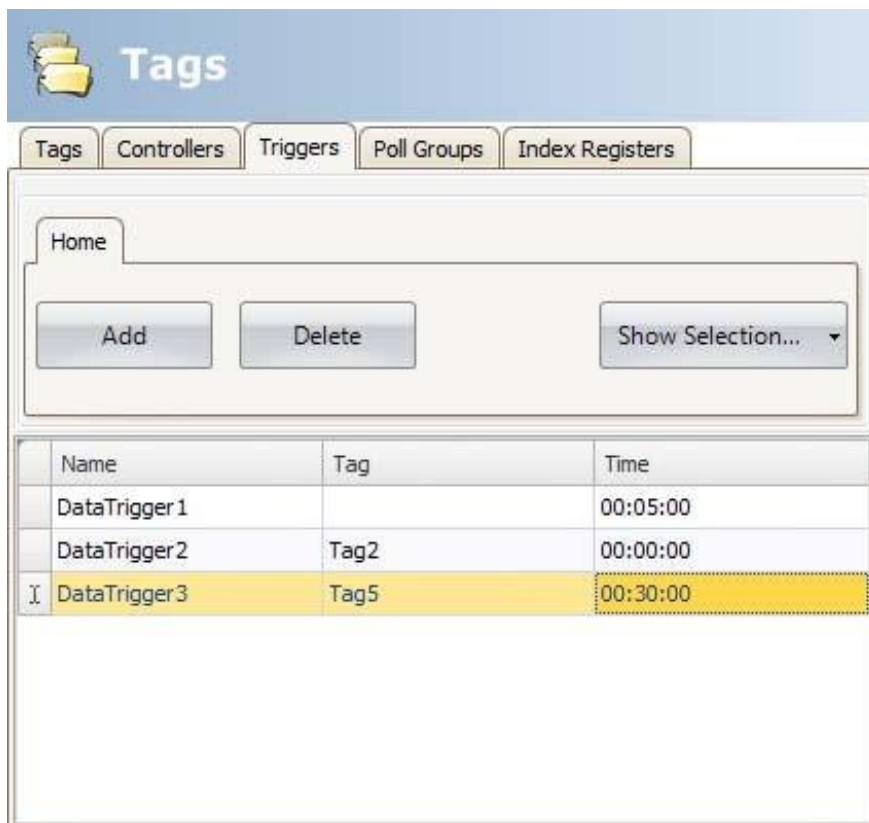 Tags
Tags Controllers Triggers Poll Groups Index Registers
Home
Add Delete Show Selection...
Name Tag Time
DataTrigger1 00:05:00
DataTrigger2 Tag2 00:00:00
DataTrigger3 Tag5 00:30:00